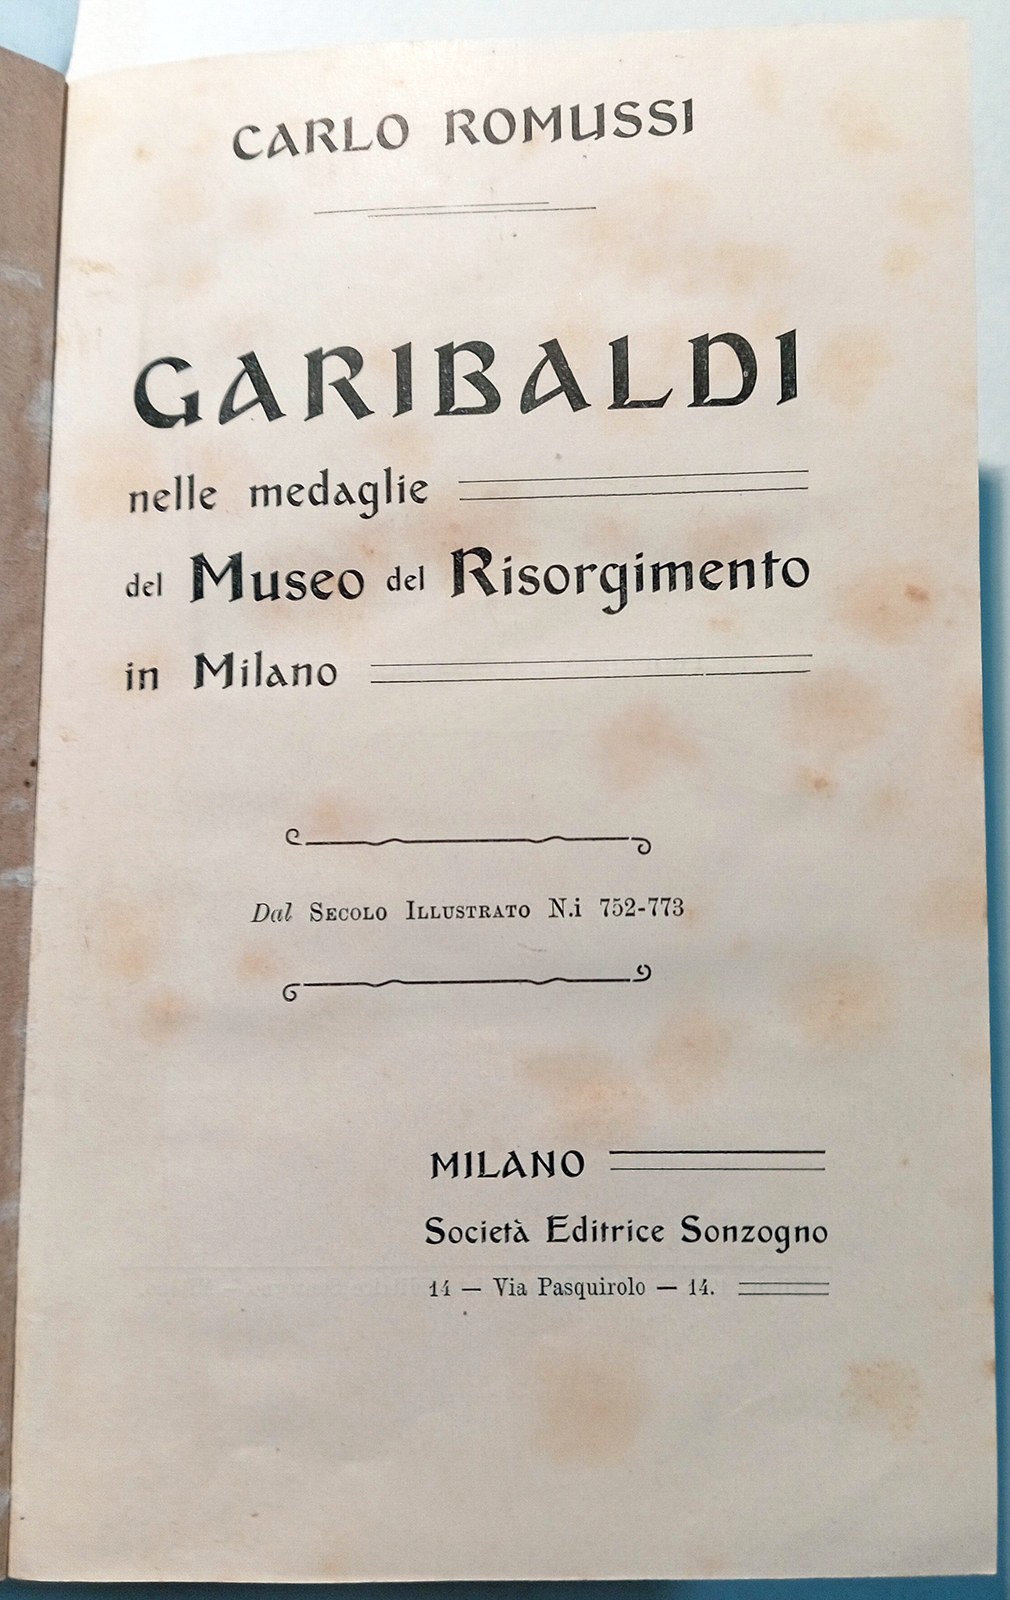 CARLO ROMUSSI
GARIBALDI
nelle medaglie
del Museo del Risorgimento
in Milano
Dal SECOLO ILLUSTRATO N.i 752-773
MILANO
Società Editrice Sonzogno
14 — Via Pasquirolo — 14.